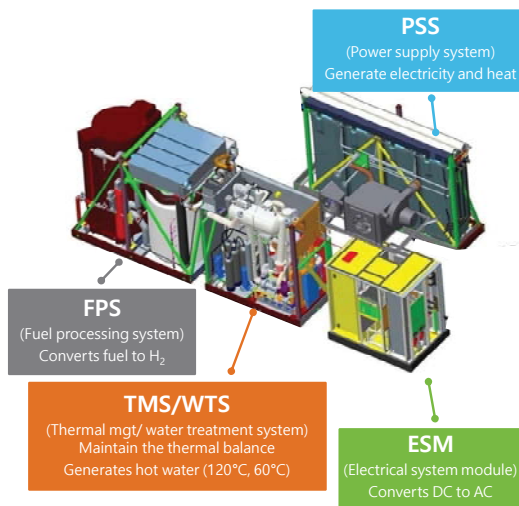 PSS
(Power supply system)
Generate electricity and heat
FPS
(Fuel processing system)
Converts fuel to H₂
TMS/WTS
(Thermal mgt/ water treatment system)
Maintain the thermal balance
Generates hot water (120°C, 60°C)
ESM
(Electrical system module)
Converts DC to AC